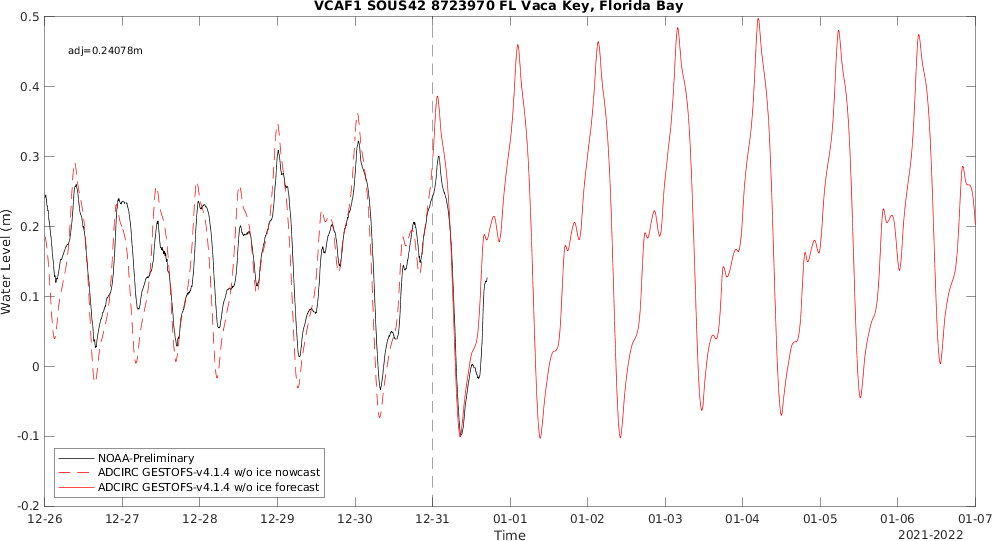 VCAF1 SOUS42 8723970 FL Vaca Key, Florida Bay
adj=0.24078m
Water Level (m)
0.5
0.4
0.3
0.2
0.1
0
-0.1
-0.2
NOAA-Preliminary
ADCIRC GESTOFS-v4.1.4 w/o ice nowcast
ADCIRC GESTOFS-v4.1.4 w/o ice forecast
12-26 12-27 12-28 12-29 12-30 12-31 01-01 01-02 01-03 01-04 01-05 01-06 01-07
Time
2021-2022